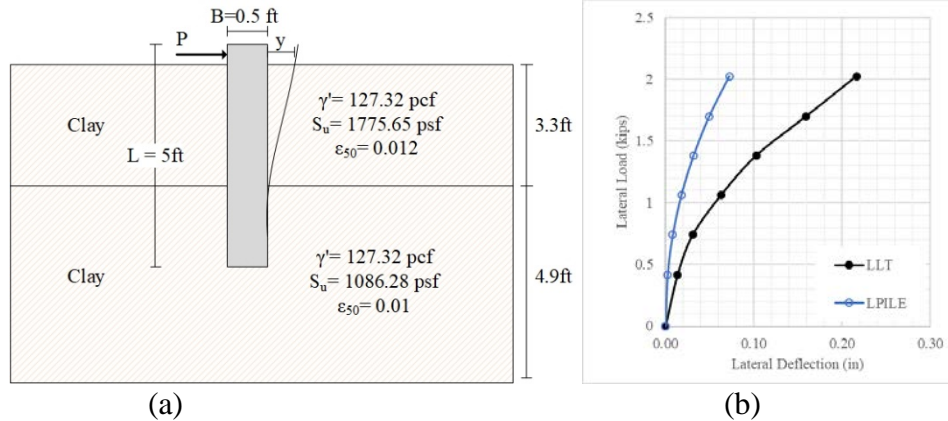 B=0.5 ft
P
y
γ'= 127.32 pcf
Sᵤ= 1775.65 psf
ε₅₀= 0.012
Clay
3.3ft
L = 5ft
γ'= 127.32 pcf
Sᵤ= 1086.28 psf
ε₅₀= 0.01
Clay
4.9ft
(a)
Lateral Load (kips)
2.5
2
1.5
1
0.5
0
LLT
LPILE
0.00 0.10 0.20 0.30
Lateral Deflection (in)
(b)